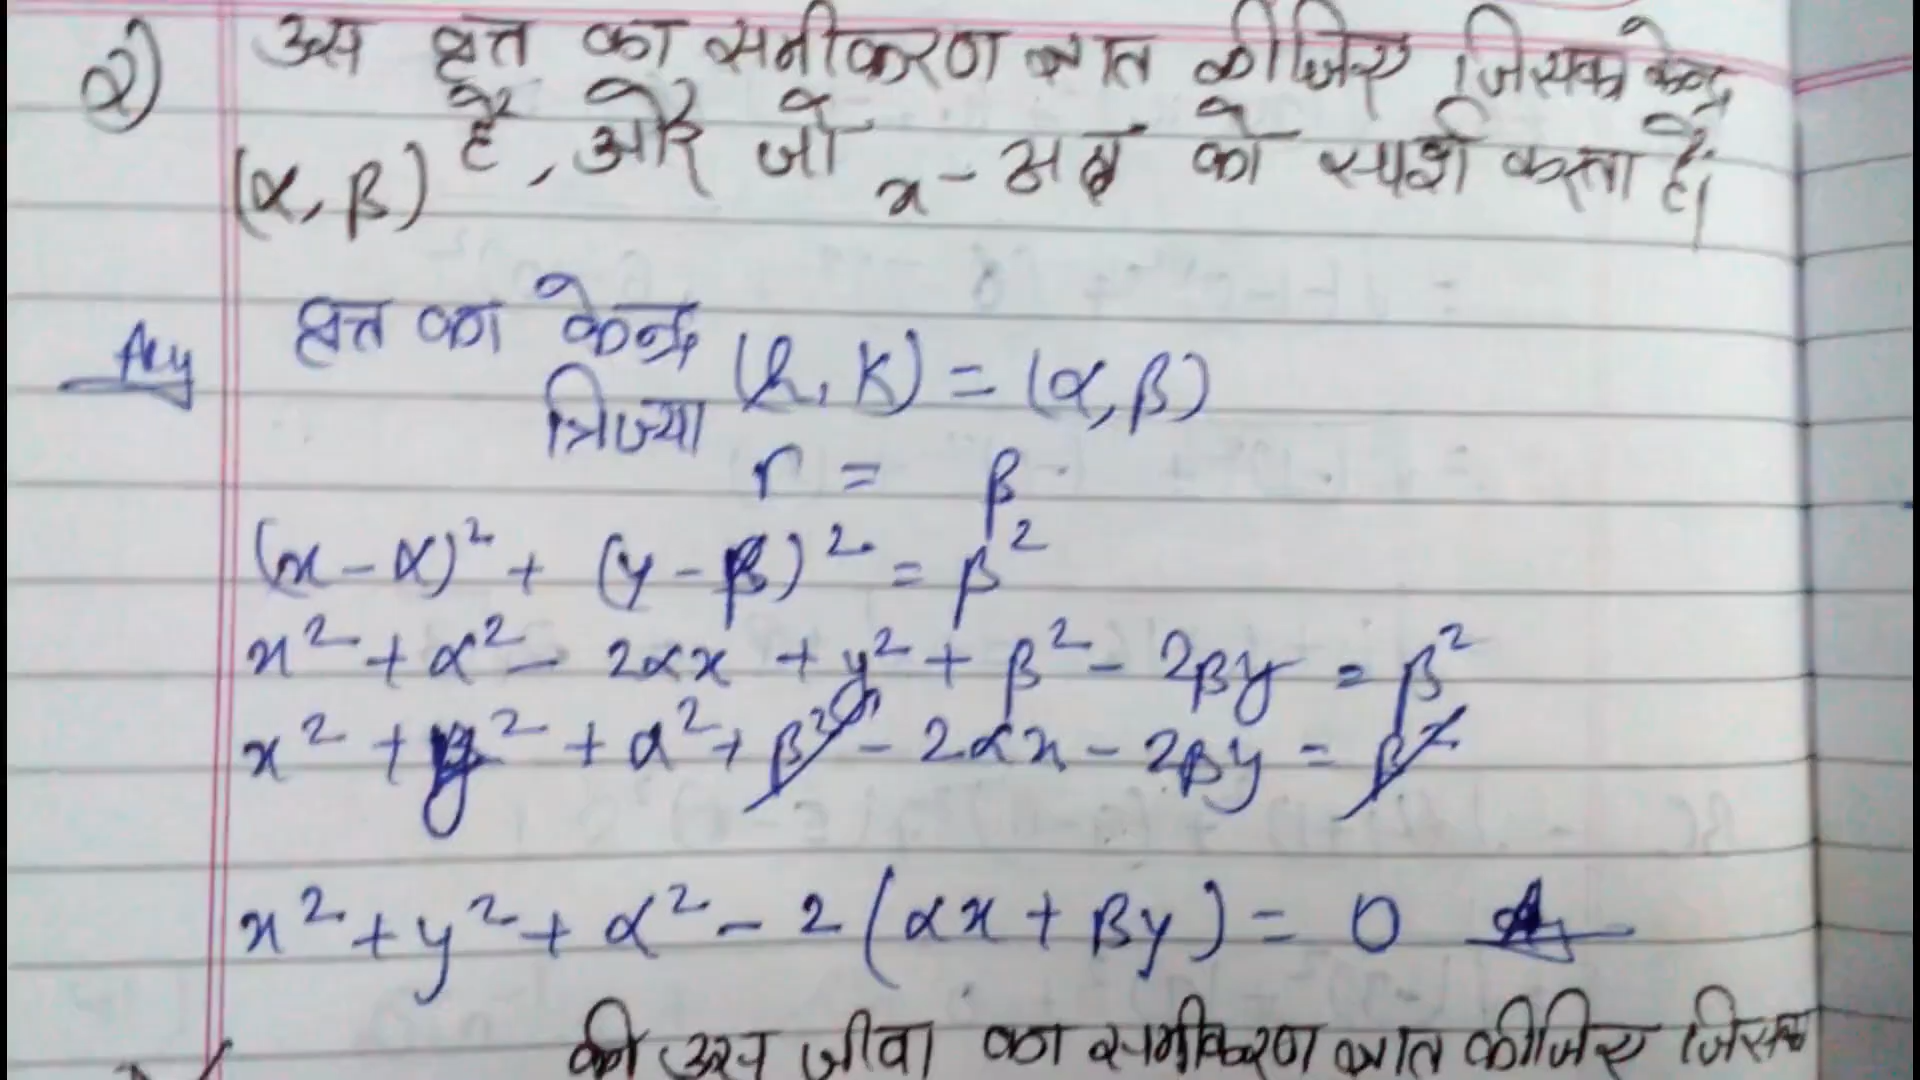 2) उस वृत्त का समीकरण ज्ञात कीजिए जिसका केन्द्र
(α, β) है, और जो x-अक्ष को स्पर्श करता है।
Ans वृत्त का केन्द्र (h, k) = (α, β)
त्रिज्या r = β
(x - α)² + (y - β)² = β²
x² + α² - 2αx + y² + β² - 2βy = β²
x² + y² + α² + β² - 2αx - 2βy = β²
x² + y² + α² - 2(αx + βy) = 0 A
की उस जीवा का समीकरण ज्ञात कीजिए जिसका